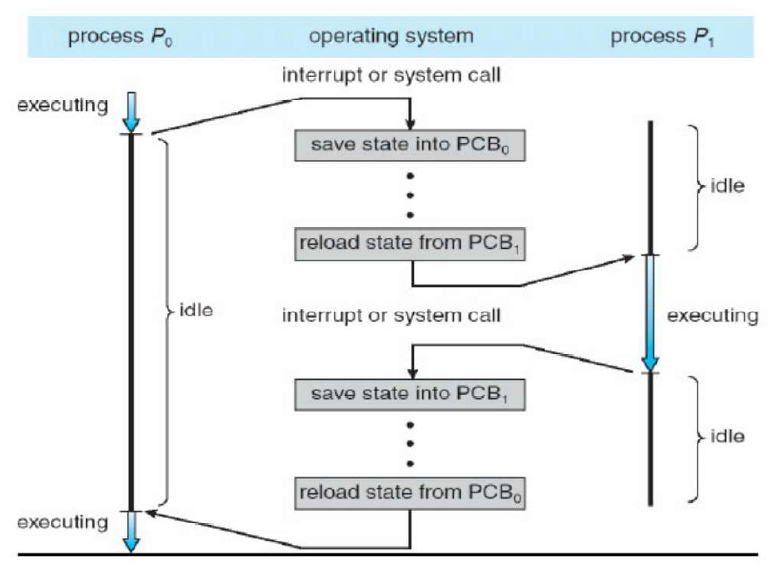 process P₀ operating system process P₁
interrupt or system call
executing
save state into PCB₀
idle
reload state from PCB₁
idle
interrupt or system call
executing
save state into PCB₁
idle
reload state from PCB₀
executing